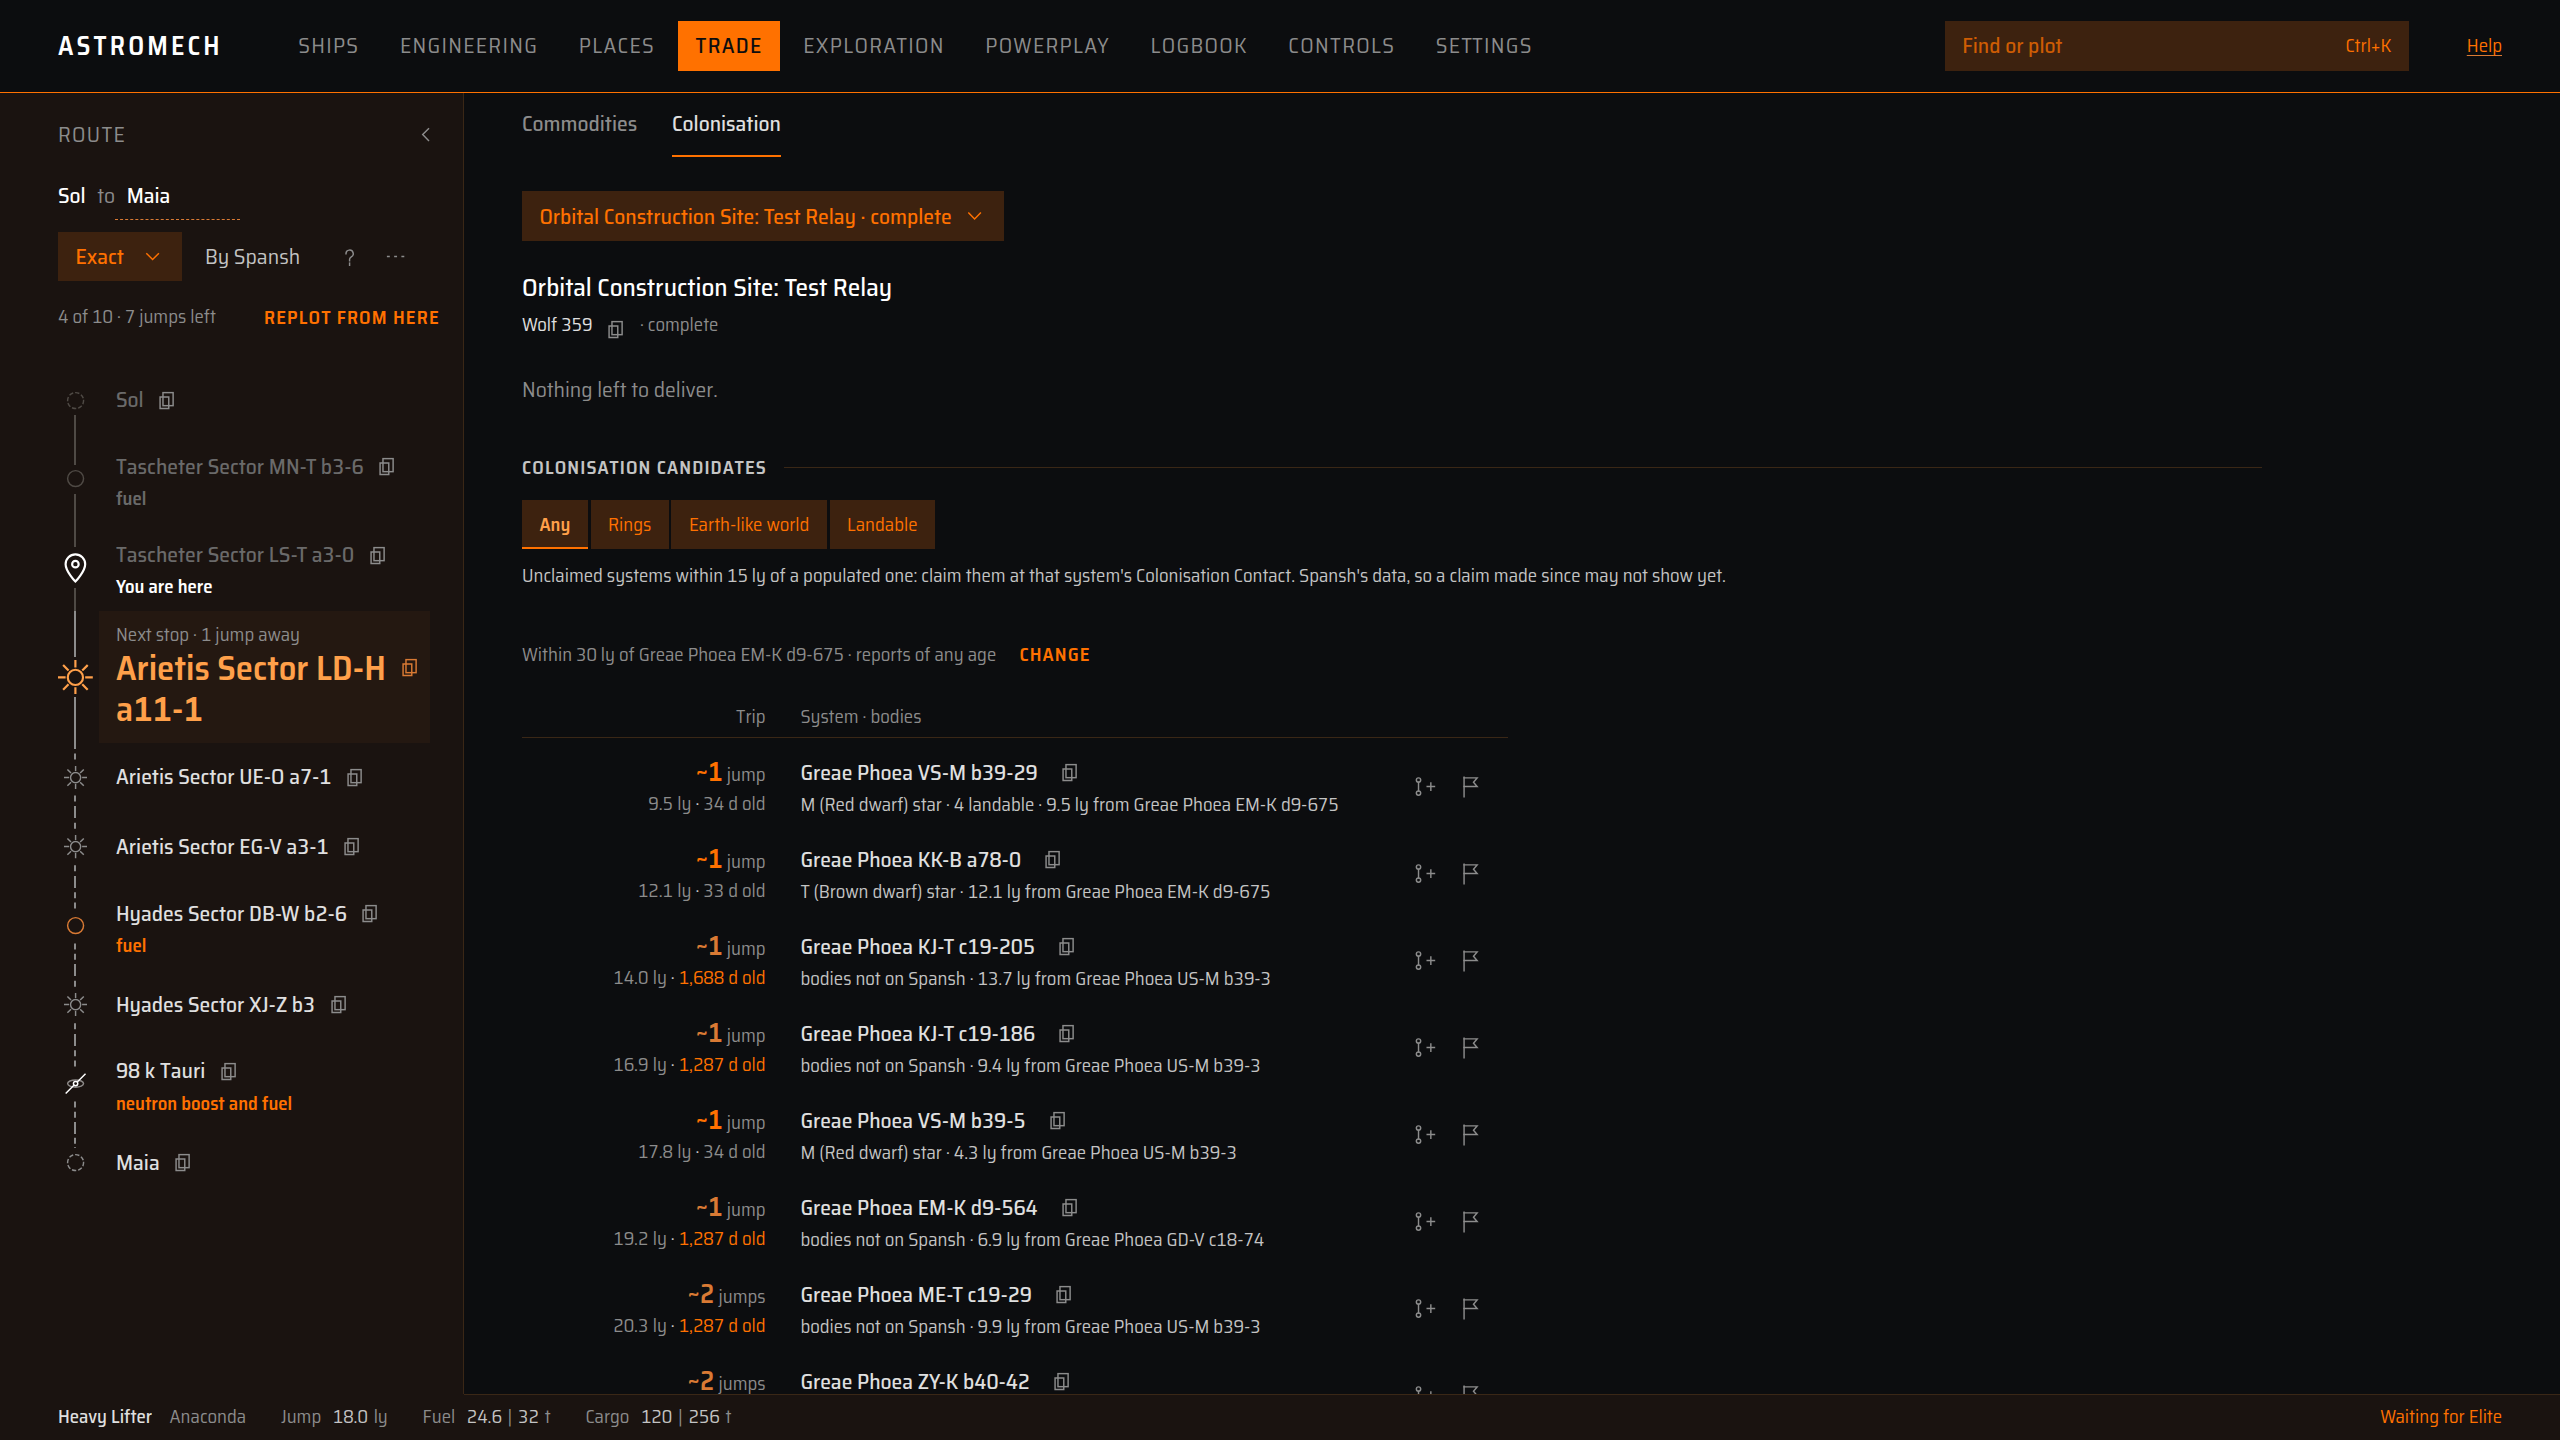 ASTROMECH SHIPS ENGINEERING PLACES TRADE EXPLORATION POWERPLAY LOGBOOK CONTROLS SETTINGS Find or plot Ctrl+K Help
ROUTE
Sol to Maia
Exact By Spansh ? ···
4 of 10 · 7 jumps left REPLOT FROM HERE
Sol
Tascheter Sector MN-T b3-6
fuel
Tascheter Sector LS-T a3-0
You are here
Next stop · 1 jump away
Arietis Sector LD-H
a11-1
Arietis Sector UE-O a7-1
Arietis Sector EG-V a3-1
Hyades Sector DB-W b2-6
fuel
Hyades Sector XJ-Z b3
98 k Tauri
neutron boost and fuel
Maia
Commodities Colonisation
Orbital Construction Site: Test Relay · complete
Orbital Construction Site: Test Relay
Wolf 359 · complete
Nothing left to deliver.
COLONISATION CANDIDATES
Any Rings Earth-like world Landable
Unclaimed systems within 15 ly of a populated one: claim them at that system's Colonisation Contact. Spansh's data, so a claim made since may not show yet.
Within 30 ly of Greae Phoea EM-K d9-675 · reports of any age CHANGE
Trip System · bodies
~1 jump Greae Phoea VS-M b39-29
9.5 ly · 34 d old M (Red dwarf) star · 4 landable · 9.5 ly from Greae Phoea EM-K d9-675
~1 jump Greae Phoea KK-B a78-0
12.1 ly · 33 d old T (Brown dwarf) star · 12.1 ly from Greae Phoea EM-K d9-675
~1 jump Greae Phoea KJ-T c19-205
14.0 ly · 1,688 d old bodies not on Spansh · 13.7 ly from Greae Phoea US-M b39-3
~1 jump Greae Phoea KJ-T c19-186
16.9 ly · 1,287 d old bodies not on Spansh · 9.4 ly from Greae Phoea US-M b39-3
~1 jump Greae Phoea VS-M b39-5
17.8 ly · 34 d old M (Red dwarf) star · 4.3 ly from Greae Phoea US-M b39-3
~1 jump Greae Phoea EM-K d9-564
19.2 ly · 1,287 d old bodies not on Spansh · 6.9 ly from Greae Phoea GD-V c18-74
~2 jumps Greae Phoea ME-T c19-29
20.3 ly · 1,287 d old bodies not on Spansh · 9.9 ly from Greae Phoea US-M b39-3
~2 jumps Greae Phoea ZY-K b40-42
Heavy Lifter Anaconda Jump 18.0 ly Fuel 24.6 | 32 t Cargo 120 | 256 t Waiting for Elite